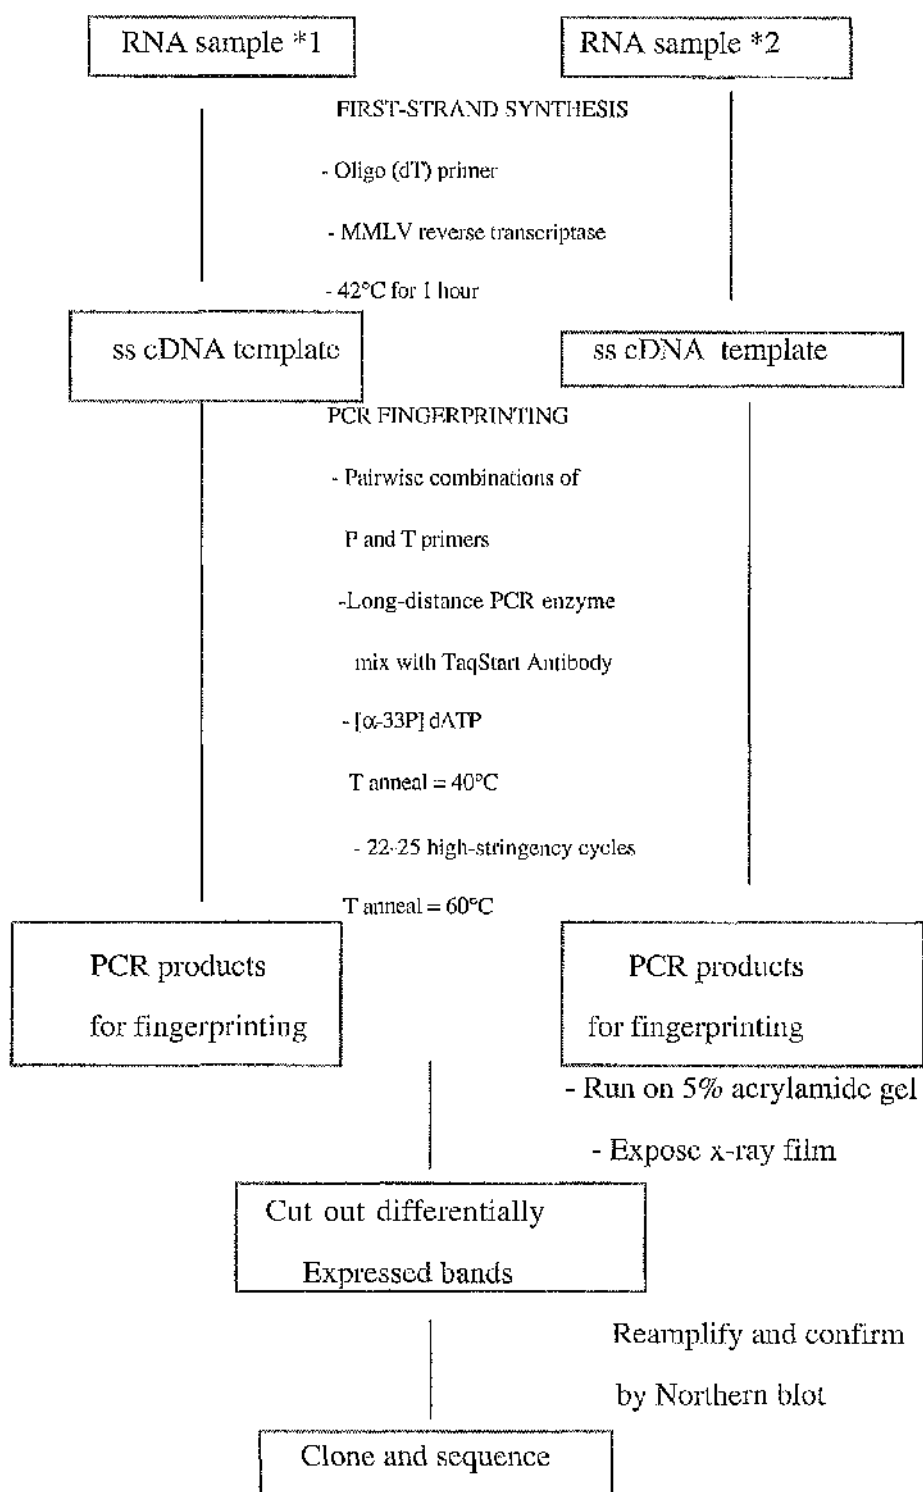 RNA sample *1
RNA sample *2
FIRST-STRAND SYNTHESIS
- Oligo (dT) primer
- MMLV reverse transcriptase
- 42°C for 1 hour
ss cDNA template
ss cDNA template
PCR FINGERPRINTING
- Pairwise combinations of
P and T primers
-Long-distance PCR enzyme
mix with TaqStart Antibody
- [α-33P] dATP
T anneal = 40°C
- 22-25 high-stringency cycles
T anneal = 60°C
PCR products
for fingerprinting
PCR products
for fingerprinting
- Run on 5% acrylamide gel
- Expose x-ray film
Cut out differentially
Expressed bands
Reamplify and confirm
by Northern blot
Clone and sequence